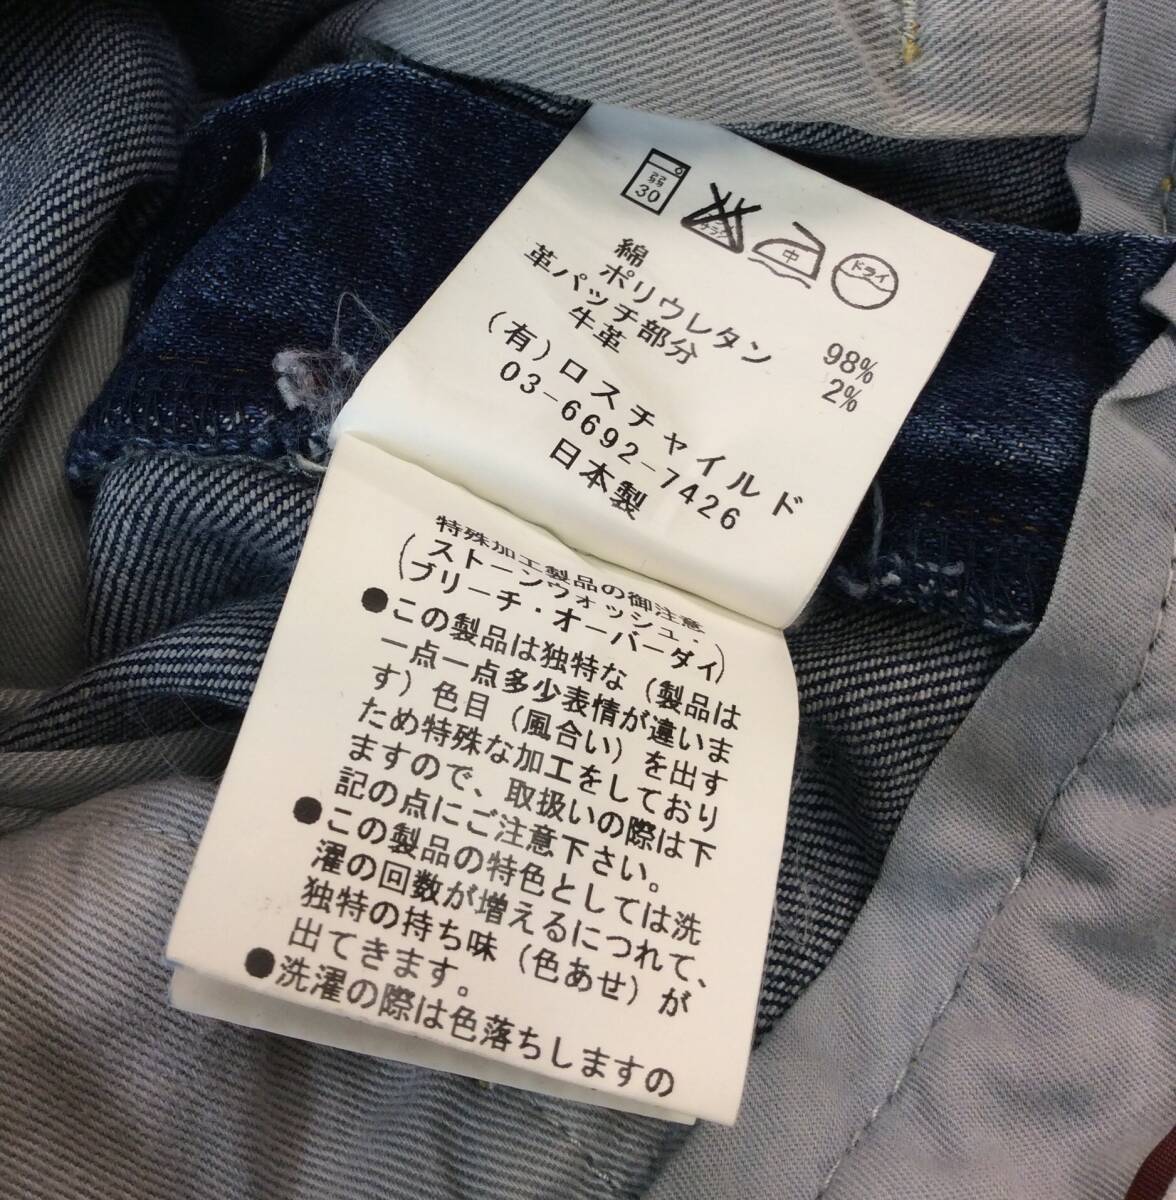 弱
30
エンソ
サラシ
中
ドライ
綿 98%
ポリウレタン 2%
革パッチ部分
牛革
(有)ロスチャイルド
03-6692-7426
日本製
特殊加工製品の御注意
(ストーンウォッシュ・
ブリーチ・オーバーダイ)
●この製品は独特な(製品は
一点一点多少表情が違いま
す)色目(風合い)を出す
ため特殊な加工をしており
ますので、取扱いの際は下
記の点にご注意下さい。
●この製品の特色としては洗
濯の回数が増えるにつれて、
独特の持ち味(色あせ)が
出てきます。
●洗濯の際は色落ちしますの